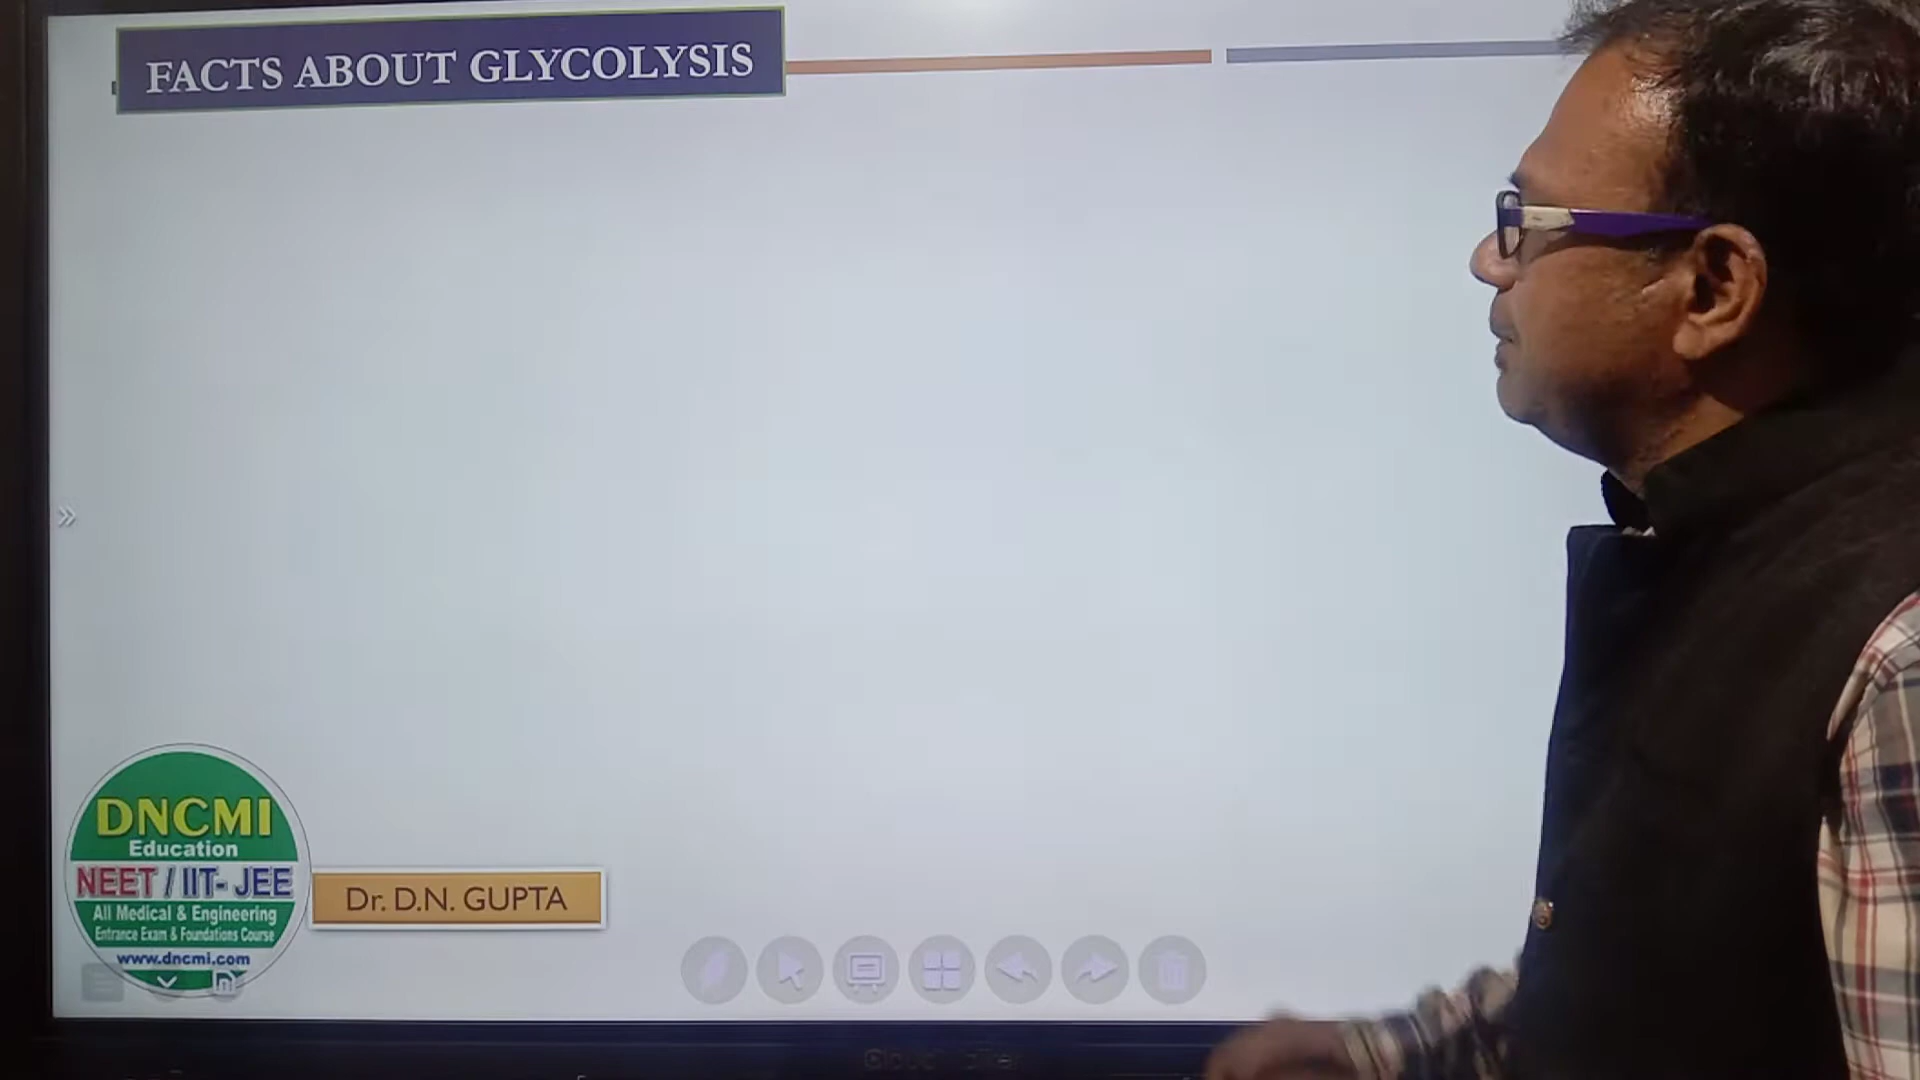 FACTS ABOUT GLYCOLYSIS
DNCMI
Education
NEET / IIT- JEE
All Medical & Engineering
Entrance Exam & Foundations Course
www.dncmi.com
Dr. D.N. GUPTA